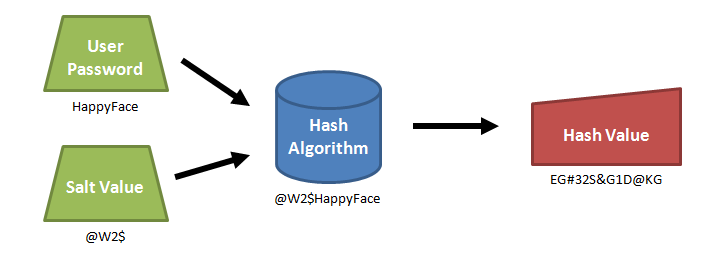 User
Password
HappyFace
Salt Value
@W2$
Hash
Algorithm
@W2$HappyFace
Hash Value
EG#32S&G1D@KG